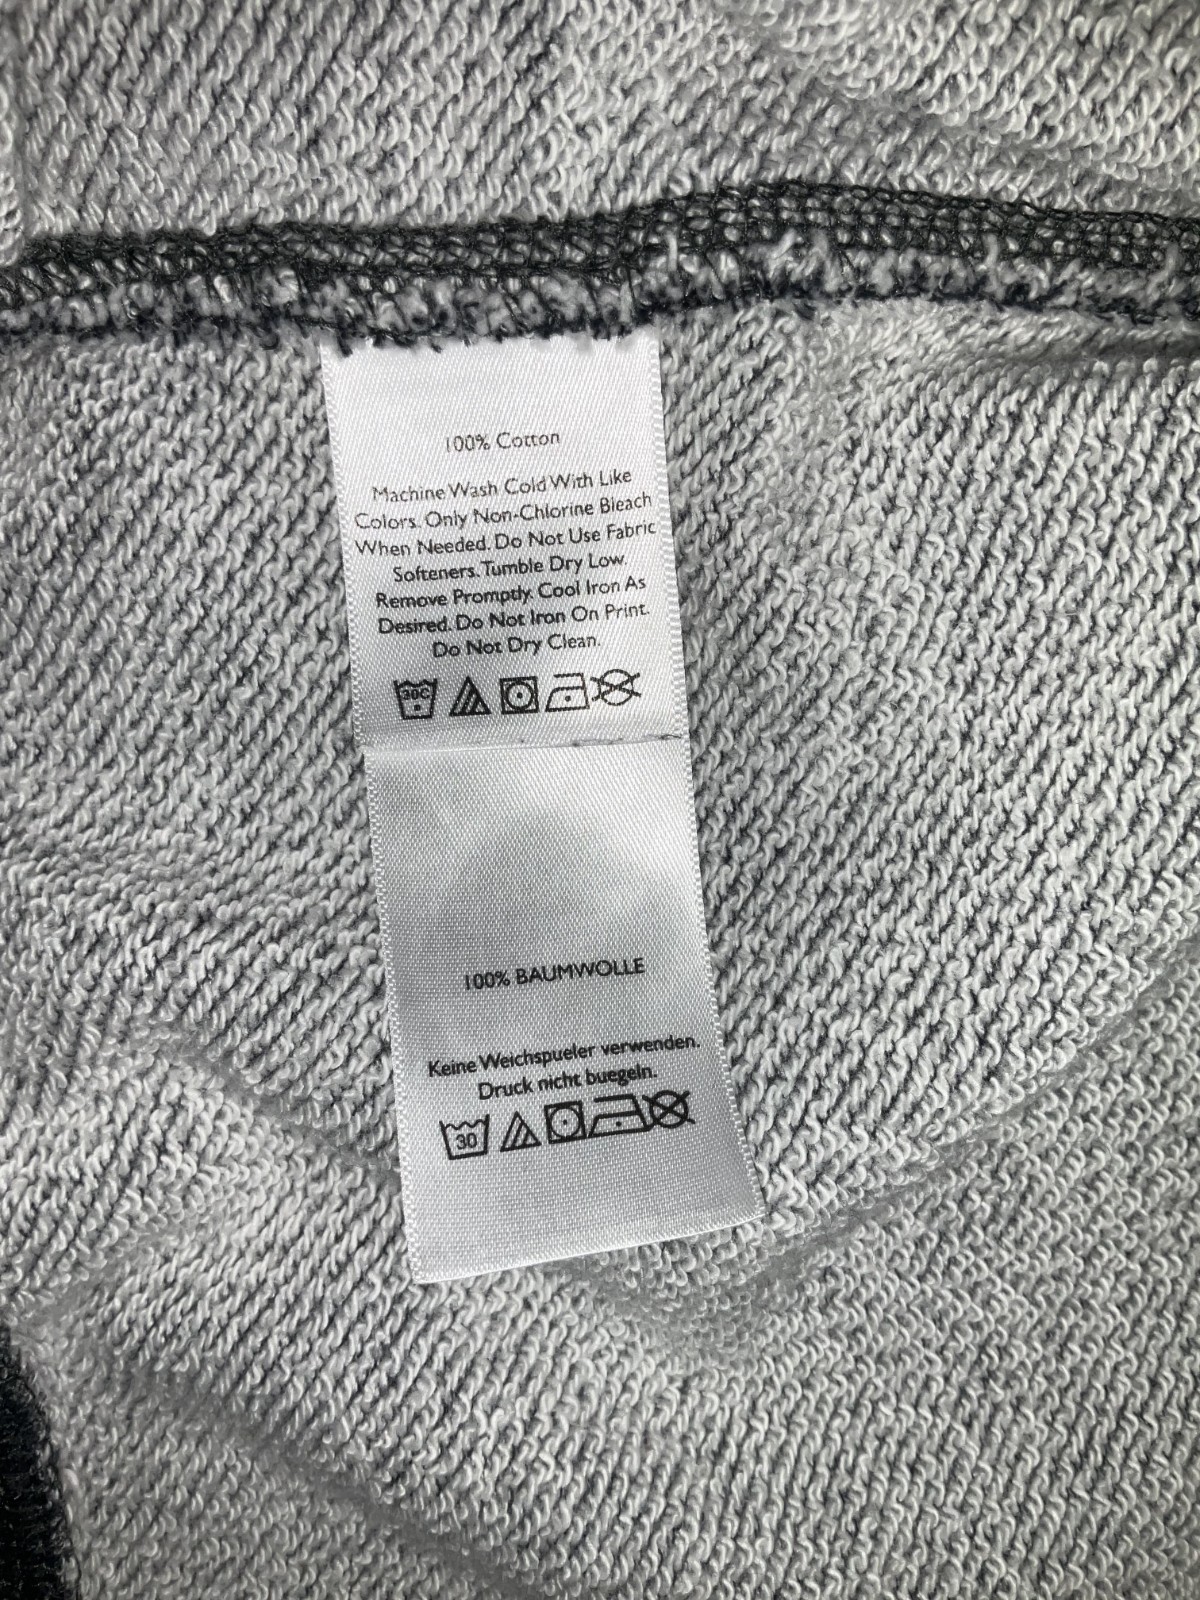 100% Cotton
Machine Wash Cold With Like
Colors. Only Non-Chlorine Bleach
When Needed. Do Not Use Fabric
Softeners. Tumble Dry Low.
Remove Promptly. Cool Iron As
Desired. Do Not Iron On Print.
Do Not Dry Clean.
30C
100% BAUMWOLLE
Keine Weichspueler verwenden.
Druck nicht buegeln.
30